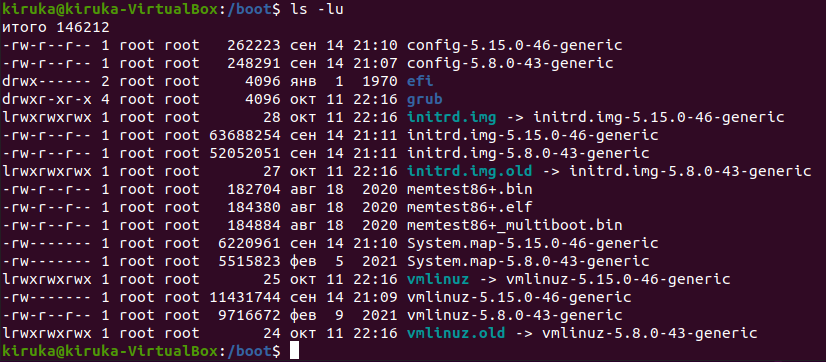 kiruka@kiruka-VirtualBox:/boot$ ls -lu
итого 146212
-rw-r--r-- 1 root root   262223 сен 14 21:10 config-5.15.0-46-generic
-rw-r--r-- 1 root root   248291 сен 14 21:07 config-5.8.0-43-generic
drwx------ 2 root root     4096 янв  1  1970 efi
drwxr-xr-x 4 root root     4096 окт 11 22:16 grub
lrwxrwxrwx 1 root root       28 окт 11 22:16 initrd.img -> initrd.img-5.15.0-46-generic
-rw-r--r-- 1 root root 63688254 сен 14 21:11 initrd.img-5.15.0-46-generic
-rw-r--r-- 1 root root 52052051 сен 14 21:11 initrd.img-5.8.0-43-generic
lrwxrwxrwx 1 root root       27 окт 11 22:16 initrd.img.old -> initrd.img-5.8.0-43-generic
-rw-r--r-- 1 root root   182704 авг 18  2020 memtest86+.bin
-rw-r--r-- 1 root root   184380 авг 18  2020 memtest86+.elf
-rw-r--r-- 1 root root   184884 авг 18  2020 memtest86+_multiboot.bin
-rw------- 1 root root  6220961 сен 14 21:10 System.map-5.15.0-46-generic
-rw------- 1 root root  5515823 фев  5  2021 System.map-5.8.0-43-generic
lrwxrwxrwx 1 root root       25 окт 11 22:16 vmlinuz -> vmlinuz-5.15.0-46-generic
-rw------- 1 root root 11431744 сен 14 21:09 vmlinuz-5.15.0-46-generic
-rw------- 1 root root  9716672 фев  9  2021 vmlinuz-5.8.0-43-generic
lrwxrwxrwx 1 root root       24 окт 11 22:16 vmlinuz.old -> vmlinuz-5.8.0-43-generic
kiruka@kiruka-VirtualBox:/boot$